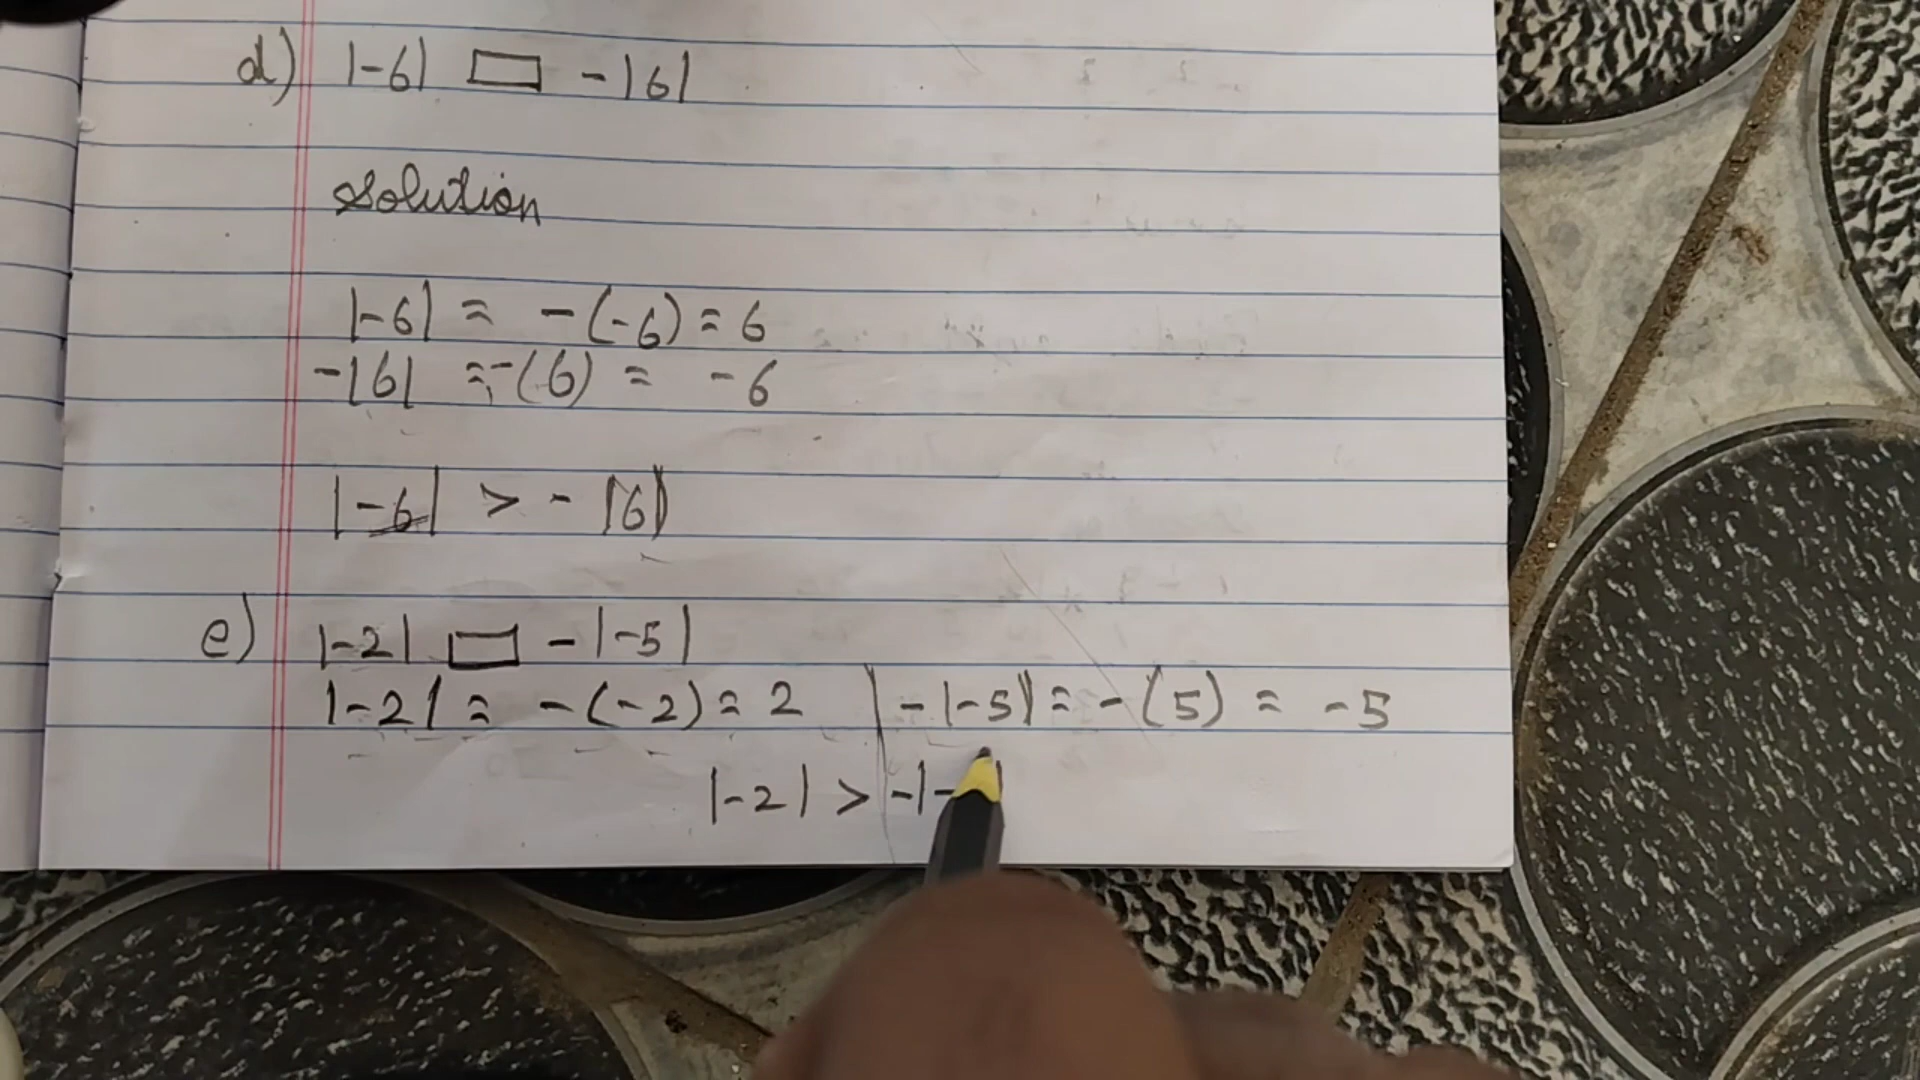 d) |-6| □ -|6|
Solution
|-6| = -(-6) = 6
-|6| = -(6) = -6
|-6| > -|6|
e) |-2| □ -|-5|
|-2| = -(-2) = 2 | -|-5| = -(5) = -5
|-2| > -|-